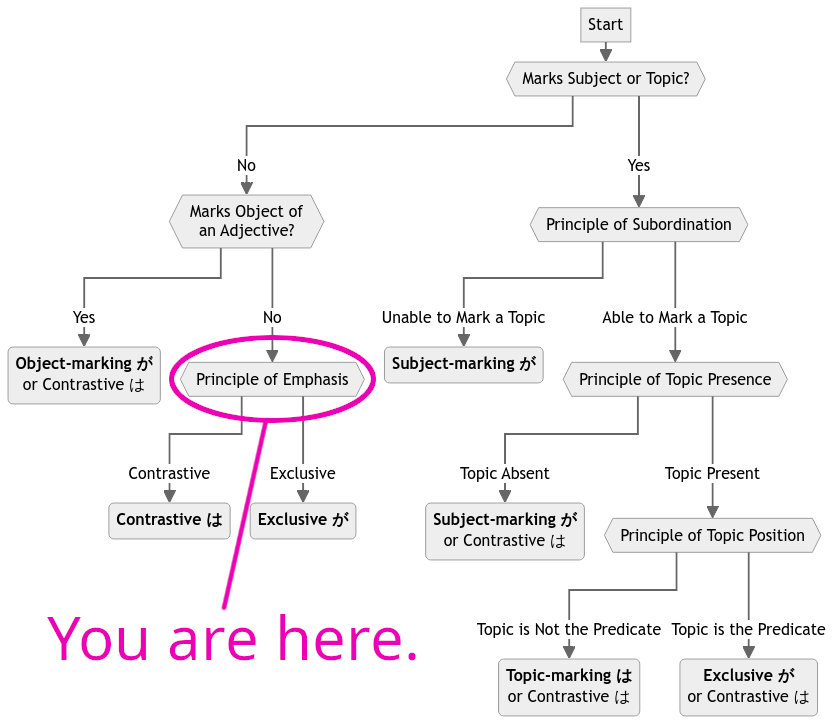 Start
Marks Subject or Topic?
No
Yes
Marks Object of
an Adjective?
Principle of Subordination
Yes
No
Unable to Mark a Topic
Able to Mark a Topic
Object-marking が
or Contrastive は
Principle of Emphasis
Subject-marking が
Principle of Topic Presence
Contrastive
Exclusive
Topic Absent
Topic Present
Contrastive は
Exclusive が
Subject-marking が
or Contrastive は
Principle of Topic Position
You are here.
Topic is Not the Predicate
Topic is the Predicate
Topic-marking は
or Contrastive は
Exclusive が
or Contrastive は